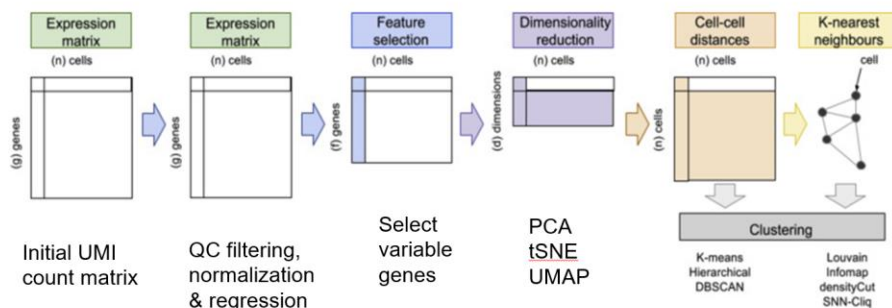 Expression
matrix
(n) cells
(g) genes
Initial UMI
count matrix
Expression
matrix
(n) cells
(g) genes
QC filtering,
normalization
& regression
Feature
selection
(n) cells
(f) genes
Select
variable
genes
Dimensionality
reduction
(n) cells
(d) dimensions
PCA
tSNE
UMAP
Cell-cell
distances
(n) cells
(n) cells
K-nearest
neighbours
cell
Clustering
K-means
Hierarchical
DBSCAN
Louvain
Infomap
densityCut
SNN-Cliq